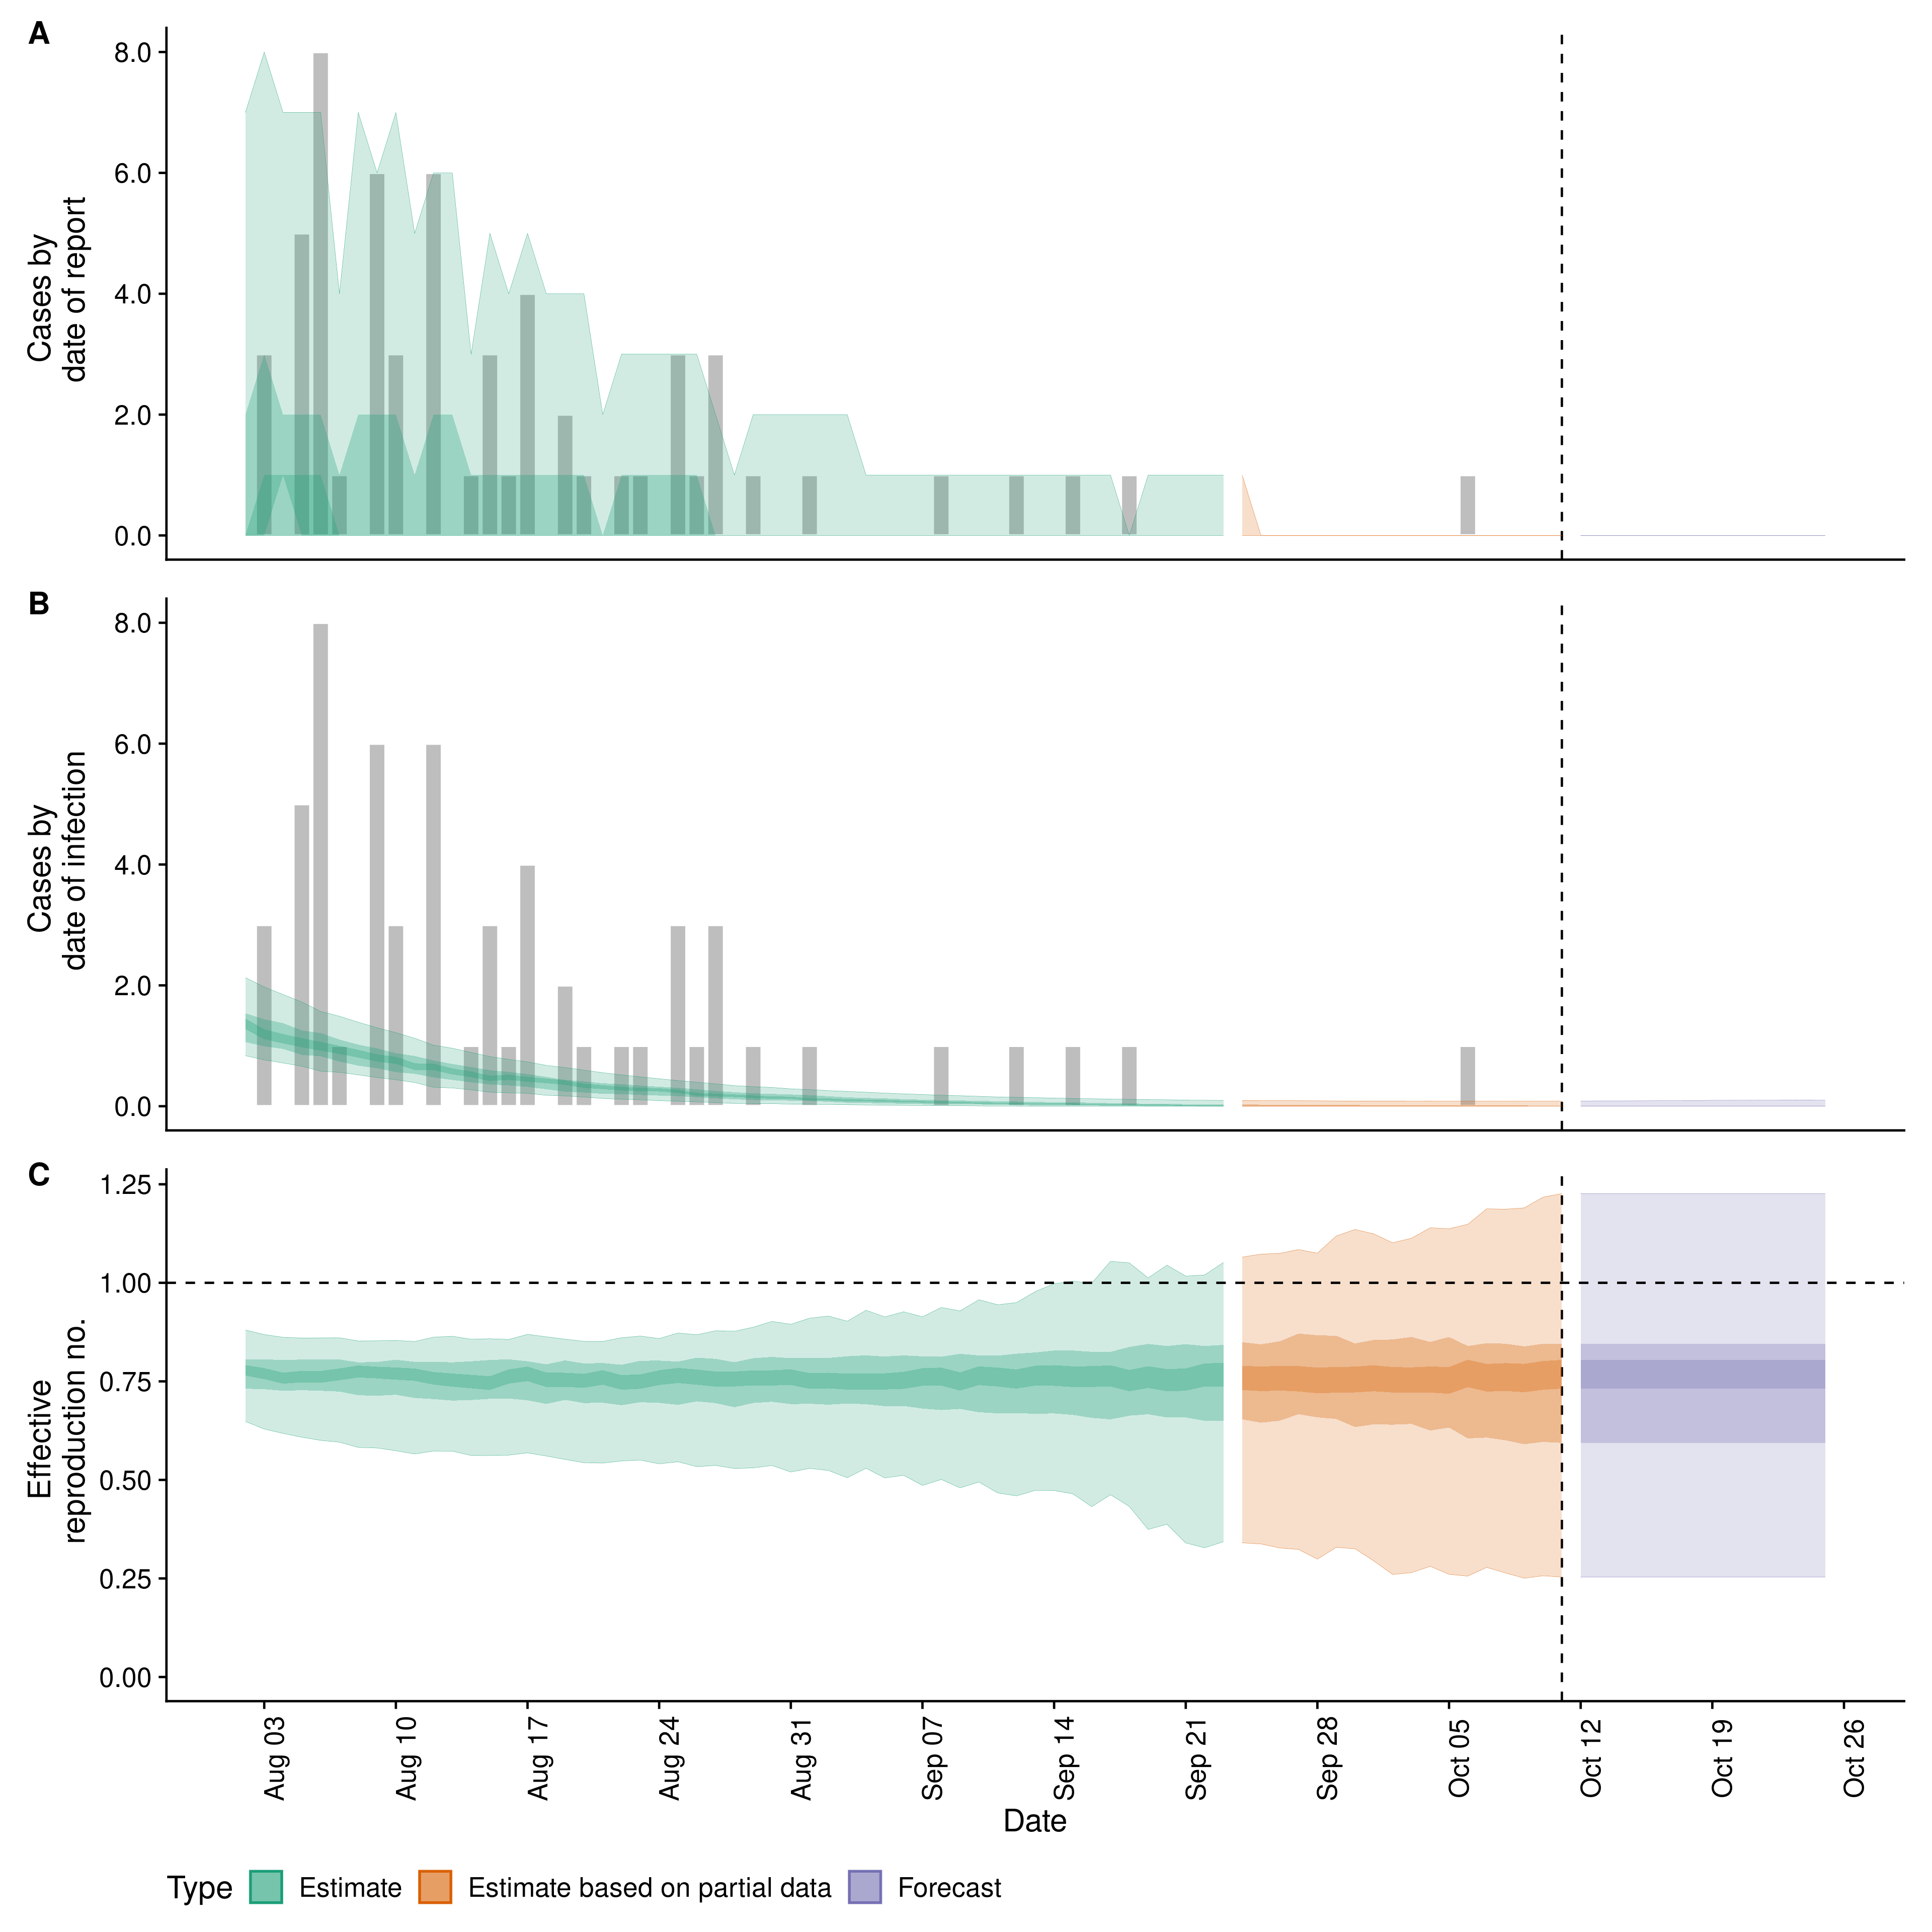 A
8.0
6.0
4.0
2.0
0.0
Cases by
date of report
B
8.0
6.0
4.0
2.0
0.0
Cases by
date of infection
C
1.25
1.00
0.75
0.50
0.25
0.00
Effective
reproduction no.
Aug 03
Aug 10
Aug 17
Aug 24
Aug 31
Sep 07
Sep 14
Sep 21
Sep 28
Oct 05
Oct 12
Oct 19
Oct 26
Date
Type Estimate Estimate based on partial data Forecast